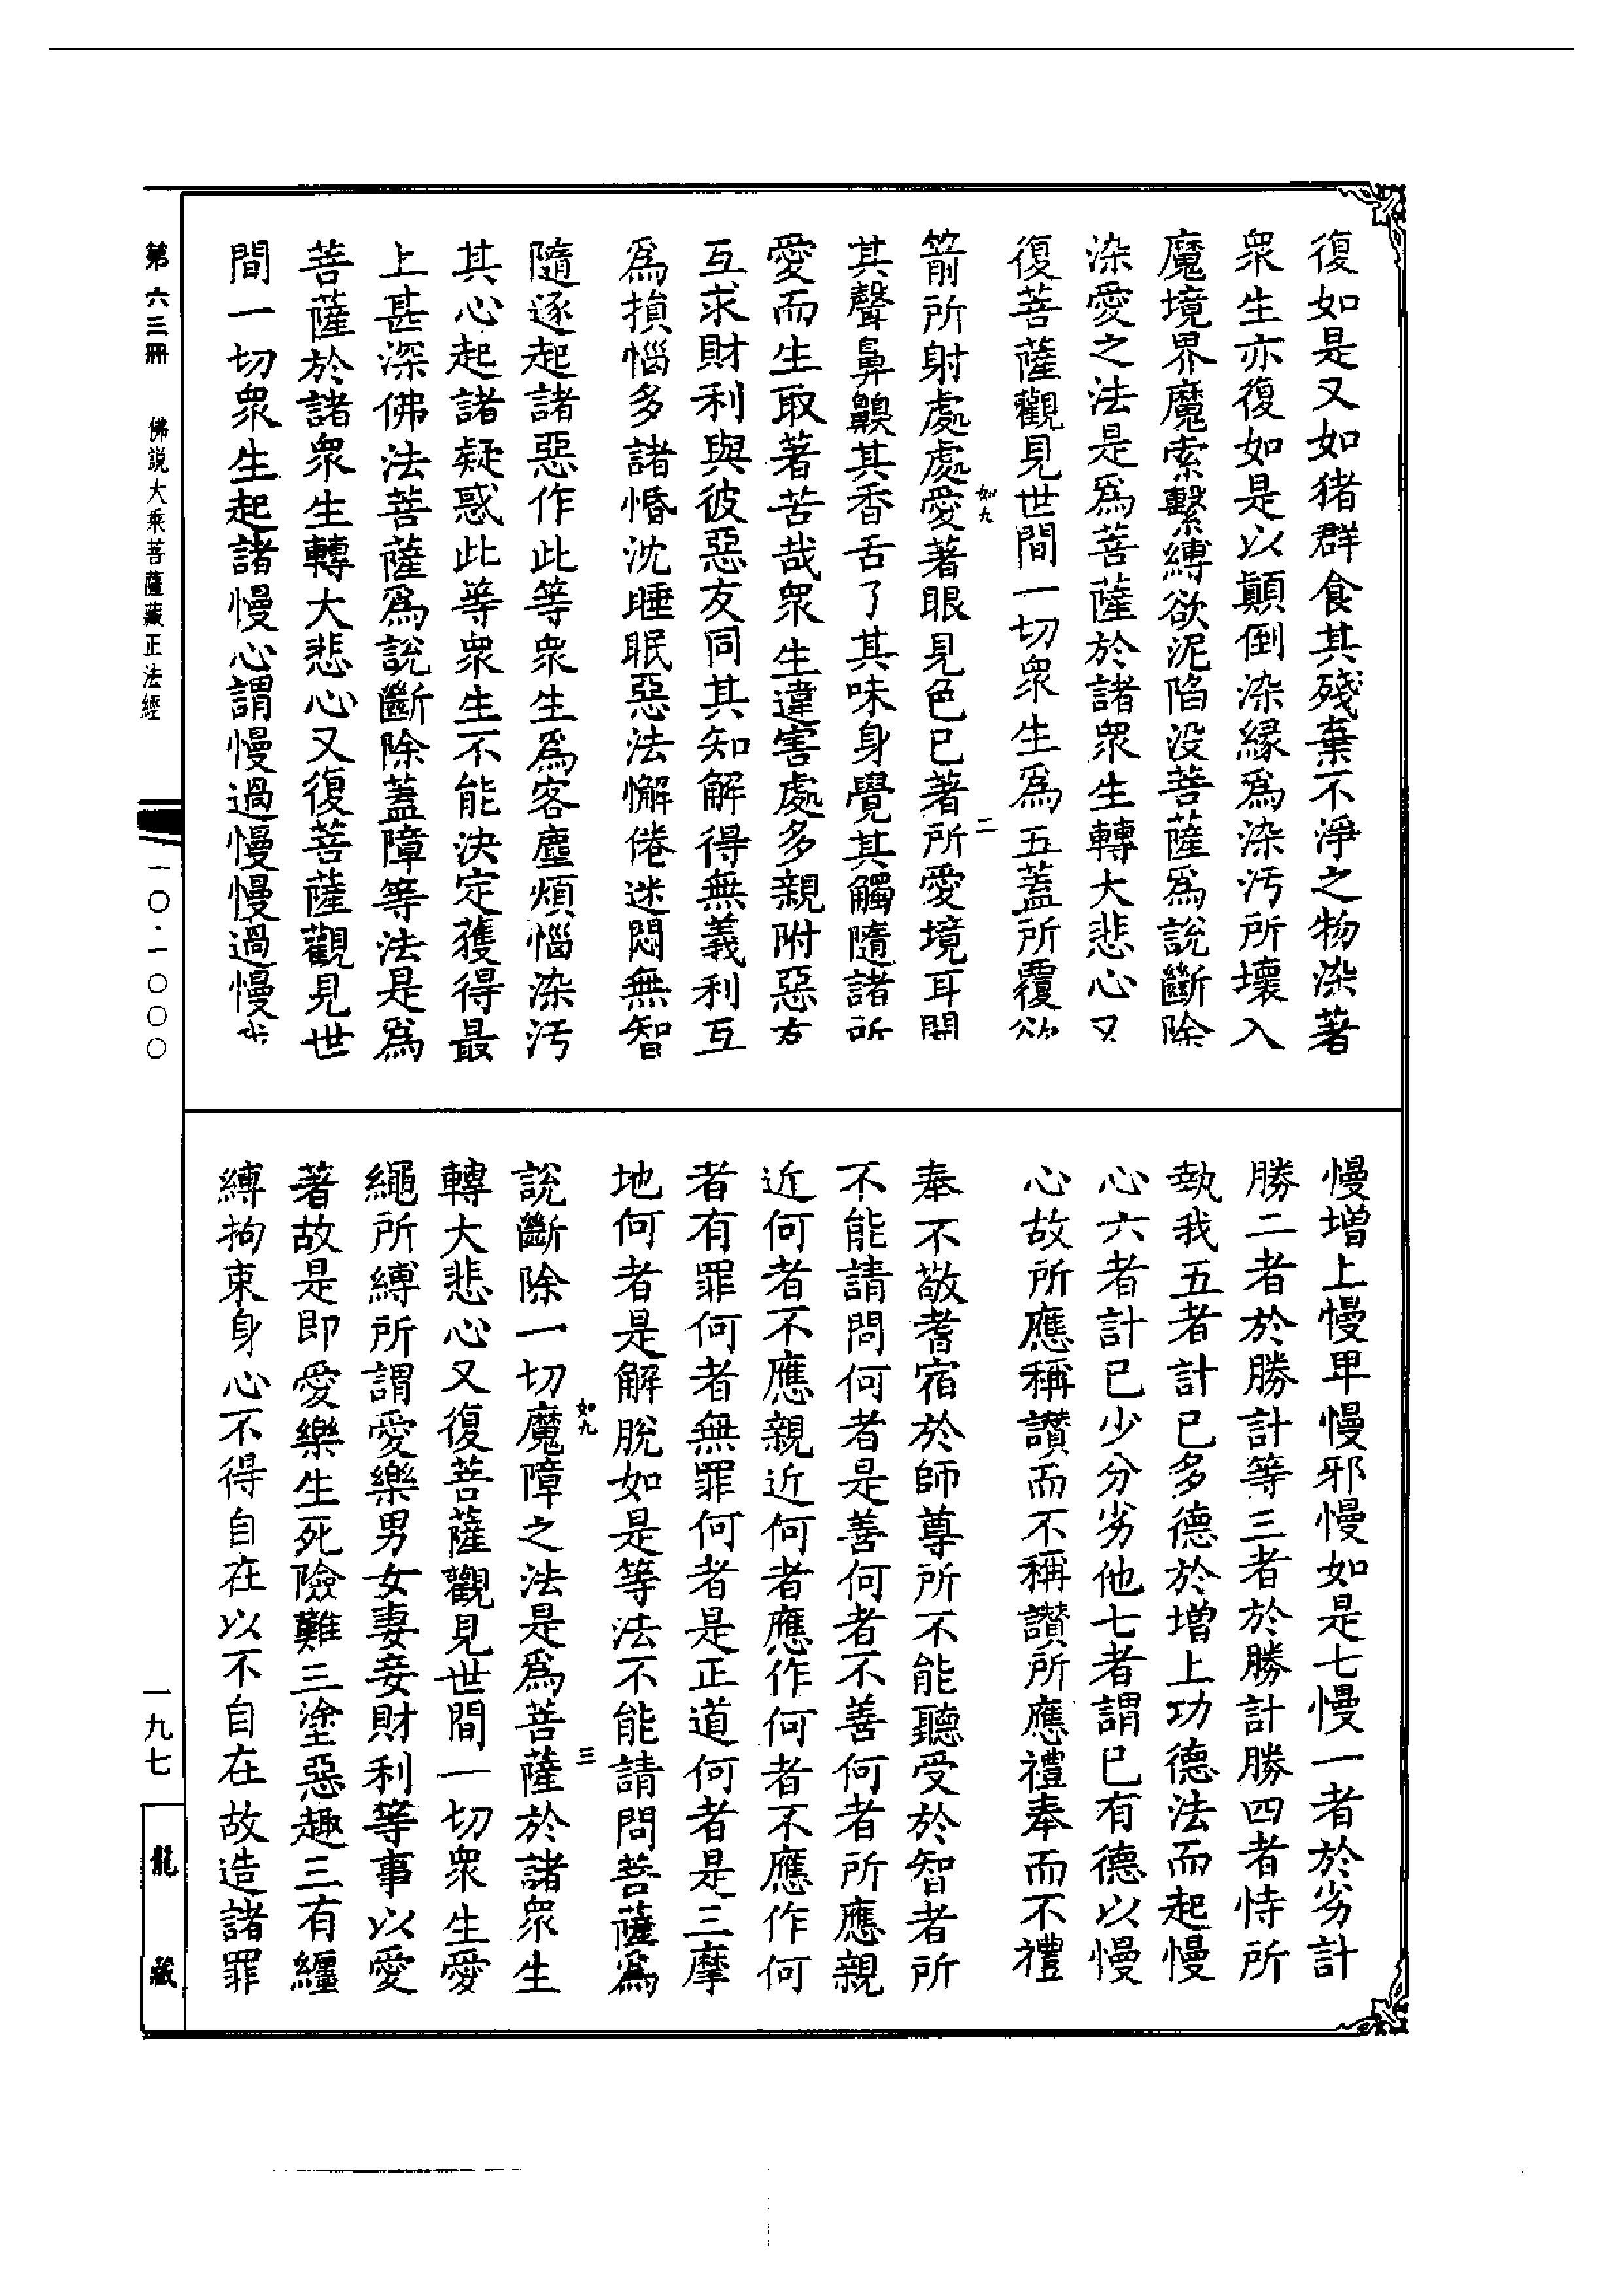 復如是又如猪群食其殘棄不淨之物染著
衆生亦復如是以顚倒染緣爲染汚所壞入
魔境界魔索繫縛欲泥陷没菩薩爲說斷除
染愛之法是爲菩薩於諸衆生轉大悲心又
復菩薩觀見世間一切衆生爲五蓋所覆欲
箭所射處處愛著眼見色已著所愛境耳聞
其聲鼻齅其香舌了其味身覺其觸隨諸所
愛而生取著苦哉衆生違害處多親附惡友
互求財利與彼惡友同其知解得無義利互
爲損惱多諸惛沈睡眠惡法懈倦迷悶無智
隨逐起諸惡作此等衆生爲客塵煩惱染汚
其心起諸疑惑此等衆生不能決定獲得最
上甚深佛法菩薩爲說斷除蓋障等法是爲
菩薩於諸衆生轉大悲心又復菩薩觀見世
間一切衆生起諸慢心謂慢過慢慢過慢我
如九
二
慢增上慢卑慢邪慢如是七慢一者於劣計
勝二者於勝計等三者於勝計勝四者恃所
執我五者計已多德於增上功德法而起慢
心六者計已少分劣他七者謂已有德以慢
心故所應稱讃而不稱讃所應禮奉而不禮
奉不敬耆宿於師尊所不能聽受於智者所
不能請問何者是善何者不善何者所應親
近何者不應親近何者應作何者不應作何
者有罪何者無罪何者是正道何者是三摩
地何者是解脫如是等法不能請問菩薩爲
說斷除一切魔障之法是爲菩薩於諸衆生
轉大悲心又復菩薩觀見世間一切衆生愛
繩所縛所謂愛樂男女妻妾財利等事以愛
著故是即愛樂生死險難三塗惡趣三有纏
縛拘束身心不得自在以不自在故造諸罪
如九
三
第六三冊 佛說大乘菩薩藏正法經
一〇·一〇〇〇
一九七
龍藏